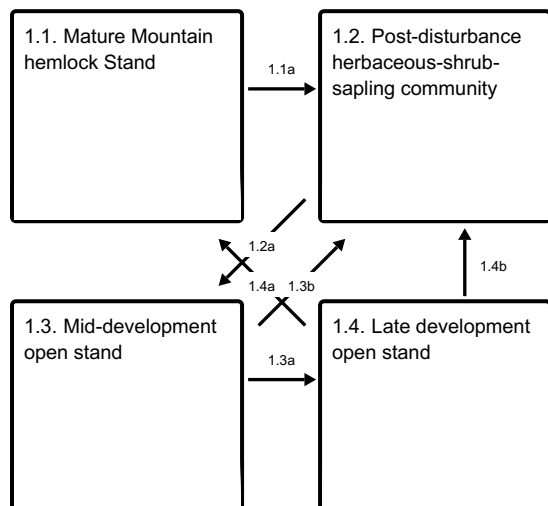 1.1. Mature Mountain
hemlock Stand
1.1a
1.2. Post-disturbance
herbaceous-shrub-
sapling community
1.2a
1.4a
1.3b
1.4b
1.3. Mid-development
open stand
1.3a
1.4. Late development
open stand